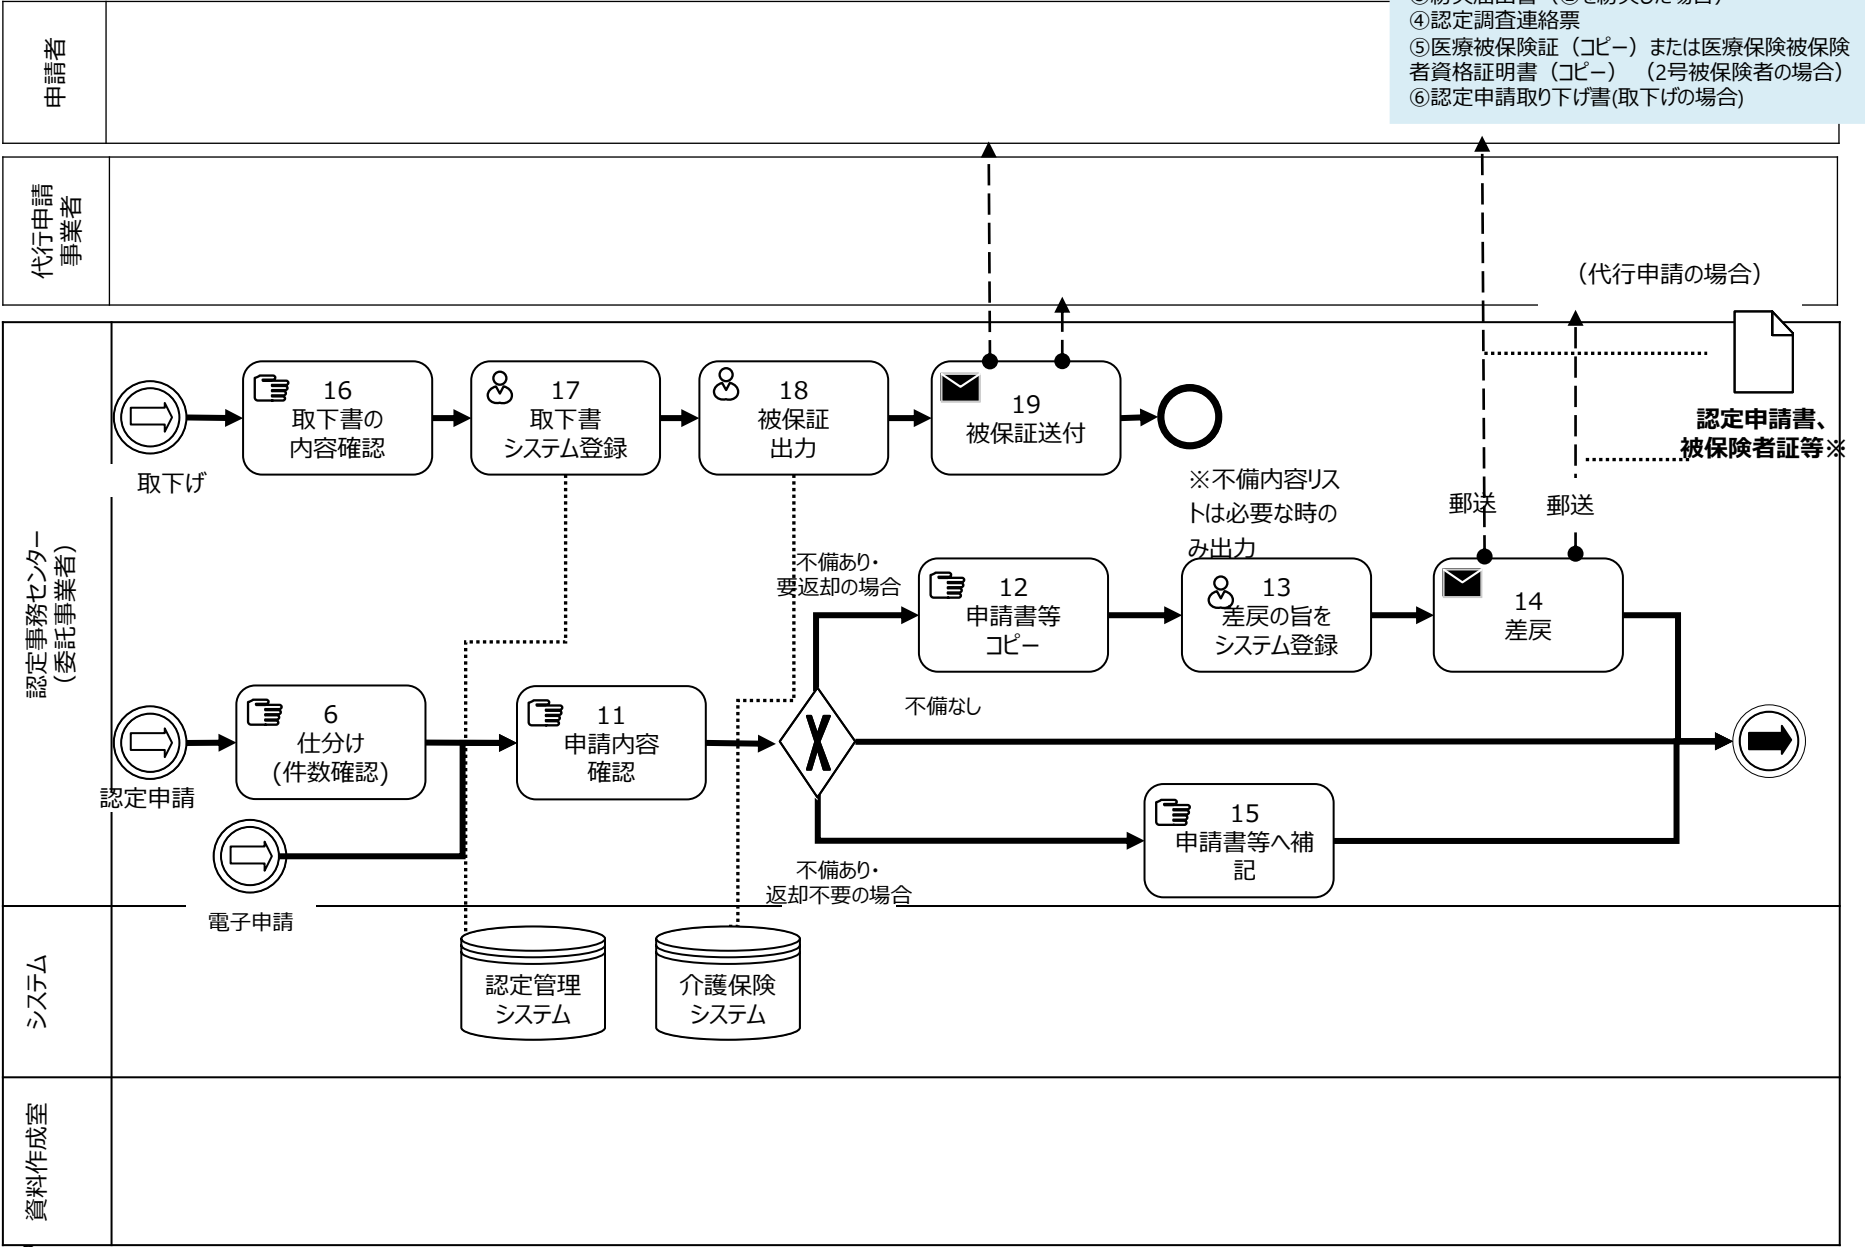 ④認定調査連絡票
⑤医療被保険証（コピー）または医療保険被保険
者資格証明書（コピー）　（2号被保険者の場合）
⑥認定申請取り下げ書(取下げの場合)
申請者
代行申請
事業者
（代行申請の場合）
認定事務センター
（委託事業者）
16
取下書の
内容確認
17
取下書
システム登録
18
被保証
出力
19
被保証送付
取下げ
認定申請書、
被保険者証等※
※不備内容リス
トは必要な時の
み出力
郵送
郵送
不備あり・
要返却の場合
12
申請書等
コピー
13
差戻の旨を
システム登録
14
差戻
不備なし
6
仕分け
(件数確認)
11
申請内容
確認
X
認定申請
15
申請書等へ補
記
不備あり・
返却不要の場合
電子申請
システム
認定管理
システム
介護保険
システム
資料作成室